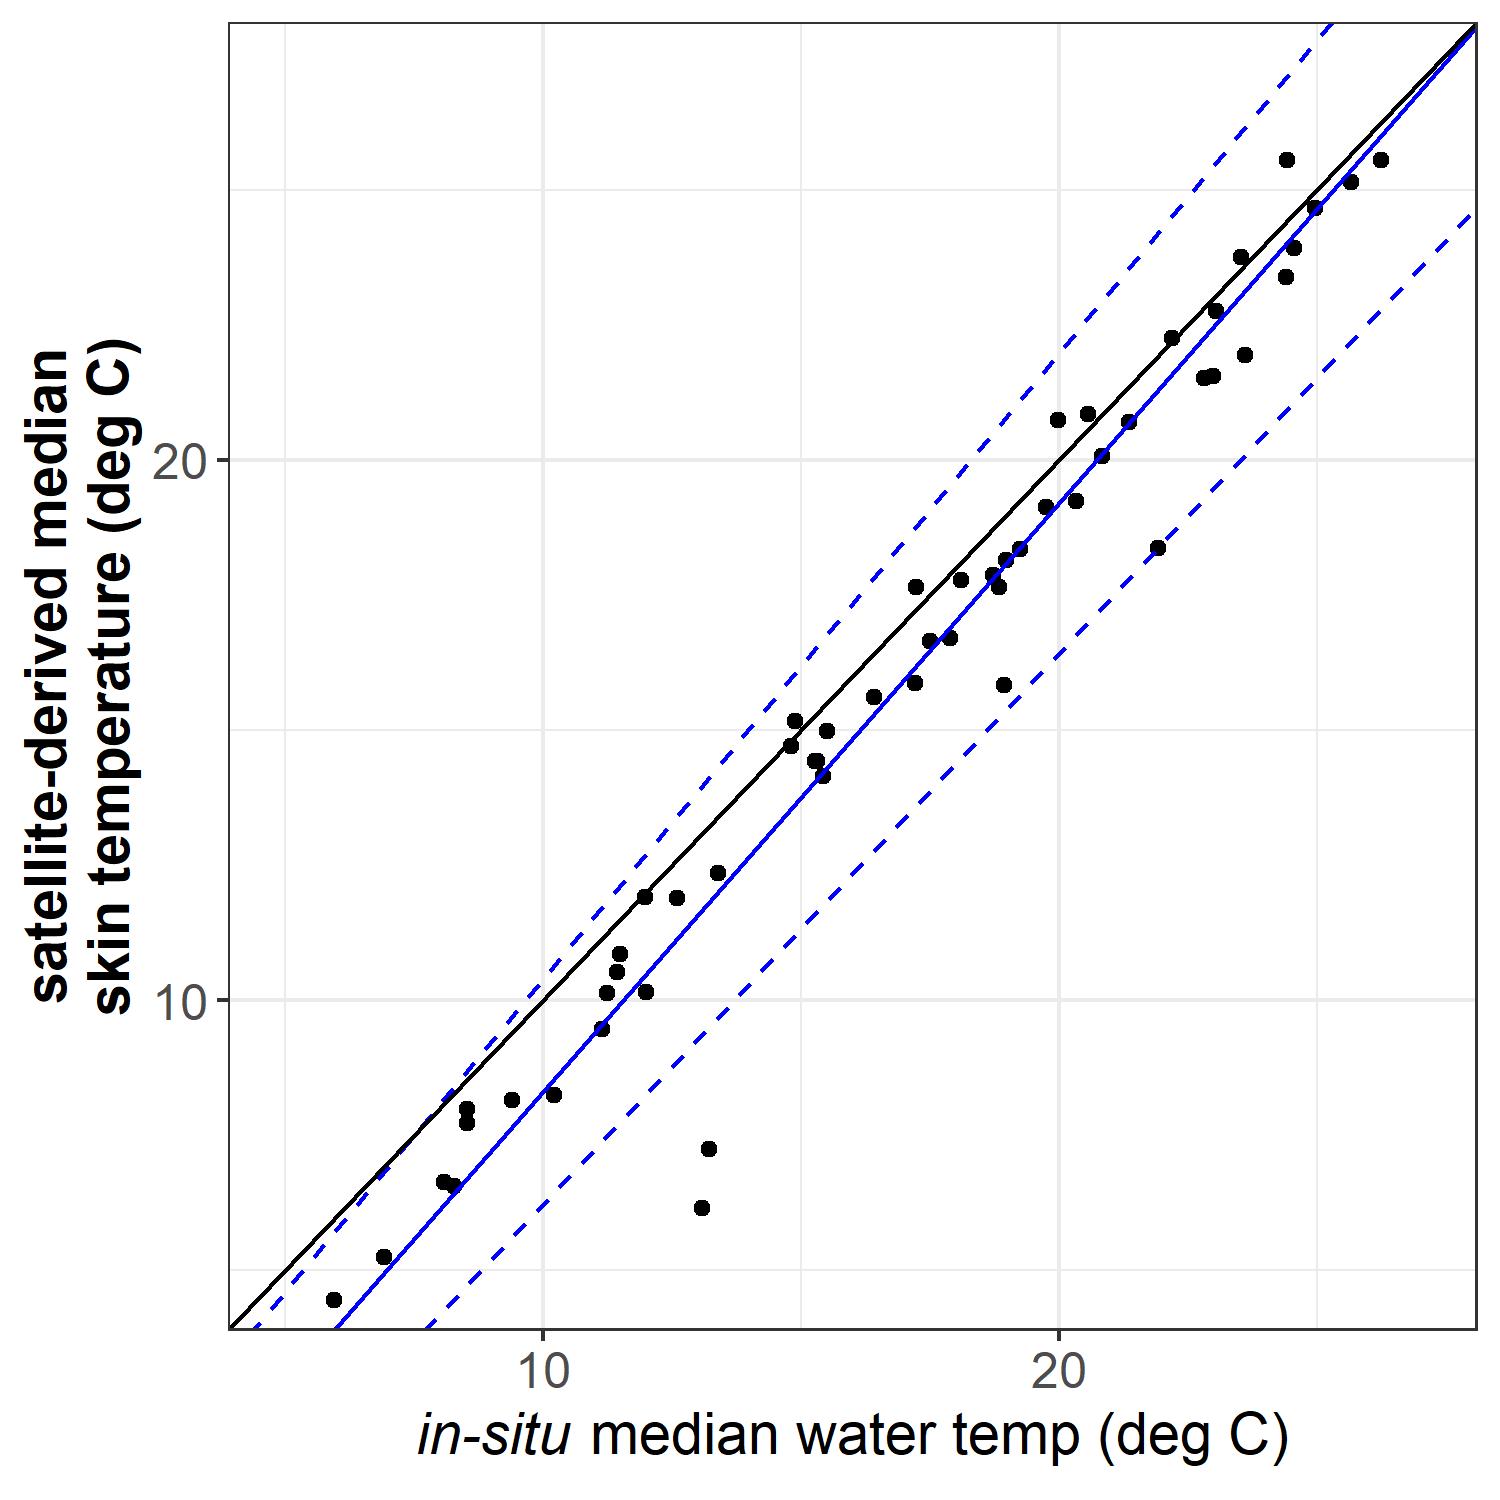 satellite-derived median
skin temperature (deg C)
20
10
10
20
in-situ median water temp (deg C)